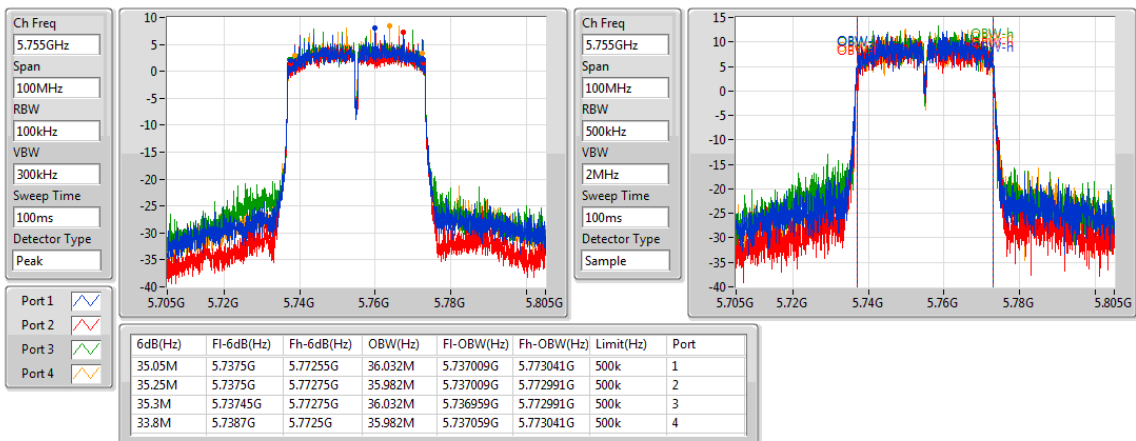 Ch Freq
5.755GHz
Span
100MHz
RBW
100kHz
VBW
300kHz
Sweep Time
100ms
Detector Type
Peak
10
5
0
-5
-10
-15
-20
-25
-30
-35
-40
5.705G 5.72G 5.74G 5.76G 5.78G 5.805G
Ch Freq
5.755GHz
Span
100MHz
RBW
500kHz
VBW
2MHz
Sweep Time
100ms
Detector Type
Sample
15
10
5
0
-5
-10
-15
-20
-25
-30
-35
-40
OBW-h
5.705G 5.72G 5.74G 5.76G 5.78G 5.805G
Port 1
Port 2
Port 3
Port 4
6dB(Hz) Fl-6dB(Hz) Fh-6dB(Hz) OBW(Hz) Fl-OBW(Hz) Fh-OBW(Hz) Limit(Hz) Port
35.05M 5.7375G 5.77255G 36.032M 5.737009G 5.773041G 500k 1
35.25M 5.7375G 5.77275G 35.982M 5.737009G 5.772991G 500k 2
35.3M 5.73745G 5.77275G 36.032M 5.736959G 5.772991G 500k 3
33.8M 5.7387G 5.7725G 35.982M 5.737059G 5.773041G 500k 4